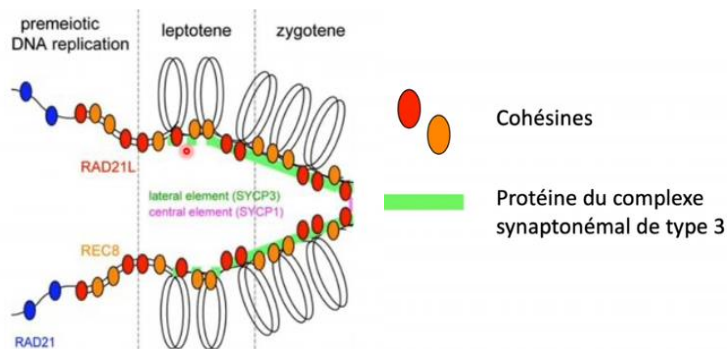 premeiotic
DNA replication
leptotene
zygotene
RAD21L
lateral element (SYCP3)
central element (SYCP1)
REC8
RAD21
Cohésines
Protéine du complexe
synaptonémal de type 3